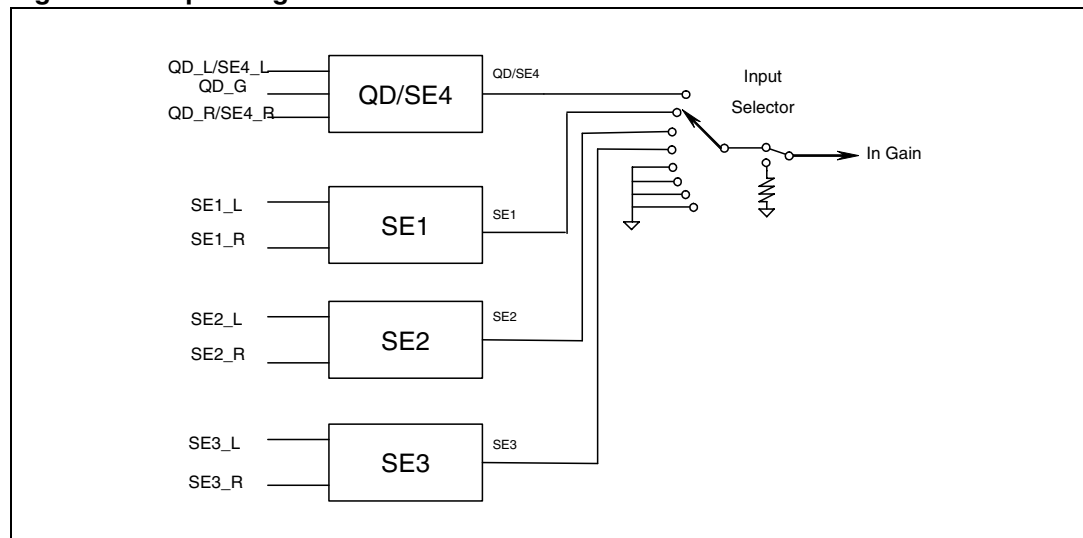 QD_L/SE4_L
QD_G
QD_R/SE4_R
QD/SE4
QD/SE4
Input
Selector
In Gain
SE1_L
SE1_R
SE1
SE1
SE2_L
SE2_R
SE2
SE2
SE3_L
SE3_R
SE3
SE3